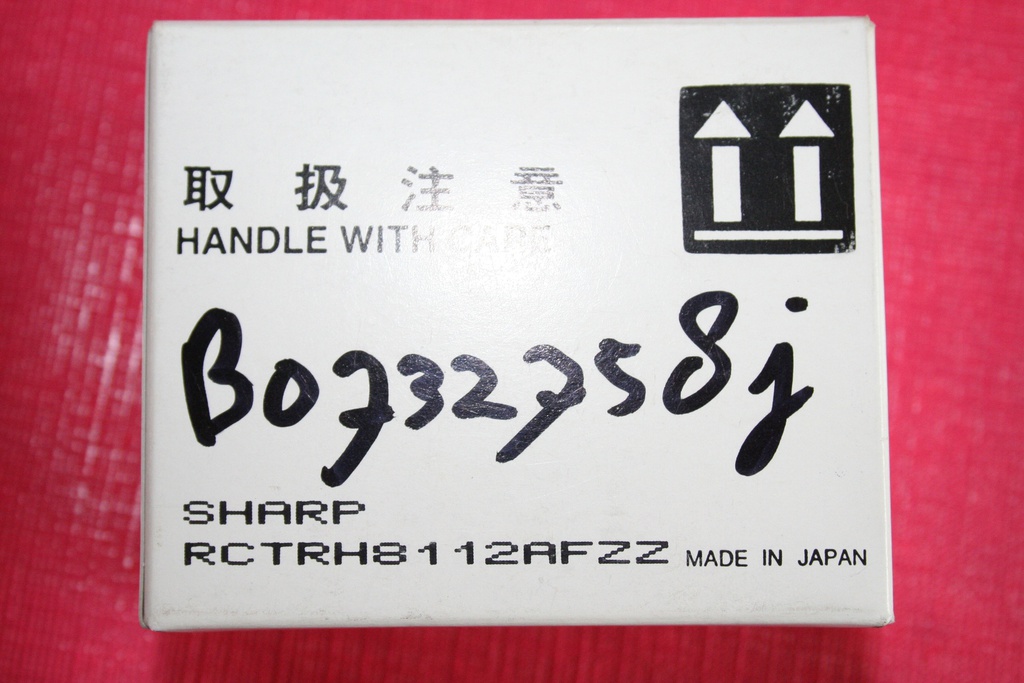 取扱注意
HANDLE WITH CARE
B0732758j
SHARP
RCTRH8112AFZZ MADE IN JAPAN